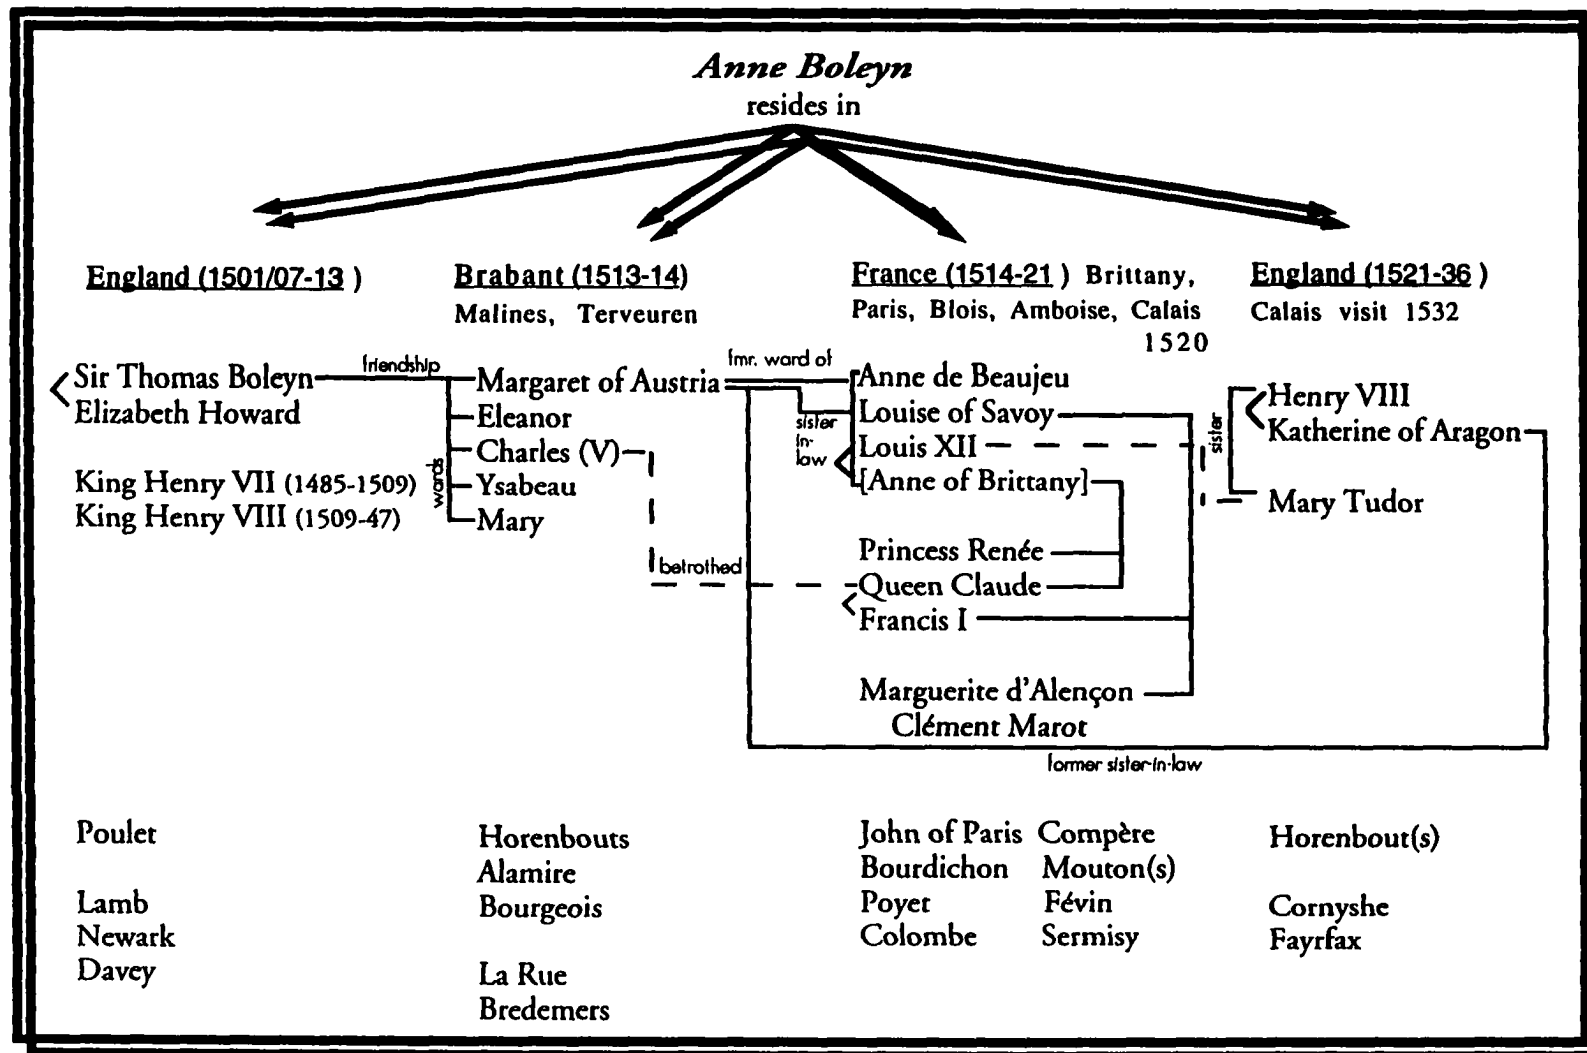 Anne Boleyn
resides in
England (1501/07-13 )
Brabant (1513-14)
Malines, Terveuren
France (1514-21 ) Brittany,
Paris, Blois, Amboise, Calais
1520
England (1521-36 )
Calais visit 1532
Sir Thomas Boleyn
Elizabeth Howard
King Henry VII (1485-1509)
King Henry VIII (1509-47)
friendship
wards
Margaret of Austria
Eleanor
Charles (V)
Ysabeau
Mary
fmr. ward of
sister
in-
law
betrothed
Anne de Beaujeu
Louise of Savoy
Louis XII
[Anne of Brittany]
Princess Renée
Queen Claude
Francis I
Marguerite d'Alençon
Clément Marot
sister
Henry VIII
Katherine of Aragon
Mary Tudor
former sister-in-law
Poulet
Lamb
Newark
Davey
Horenbouts
Alamire
Bourgeois
La Rue
Bredemers
John of Paris Compère
Bourdichon Mouton(s)
Poyet Févin
Colombe Sermisy
Horenbout(s)
Cornyshe
Fayrfax